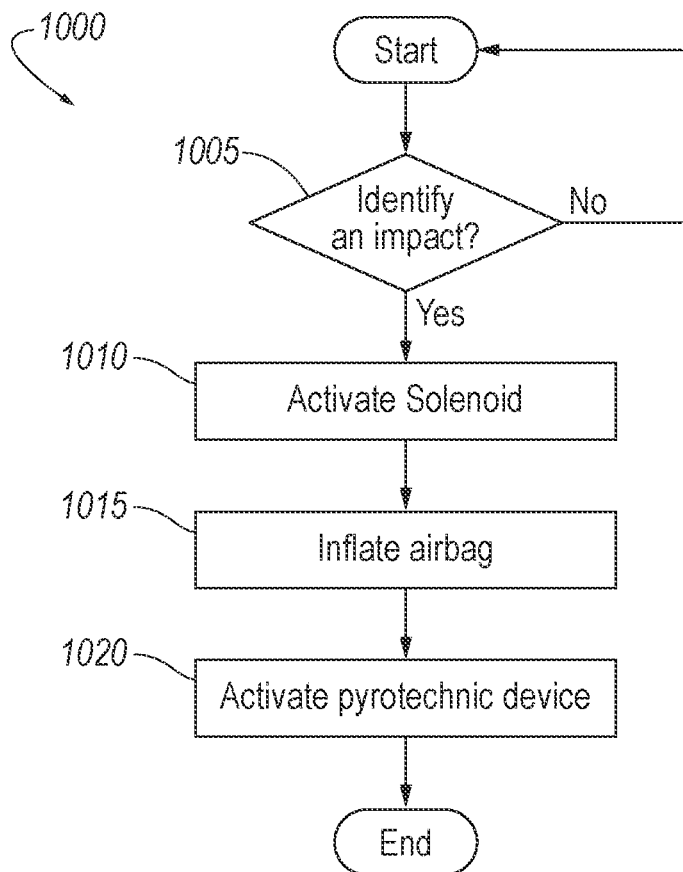 1000
Start
1005
Identify
an impact?
No
Yes
1010
Activate Solenoid
1015
Inflate airbag
1020
Activate pyrotechnic device
End